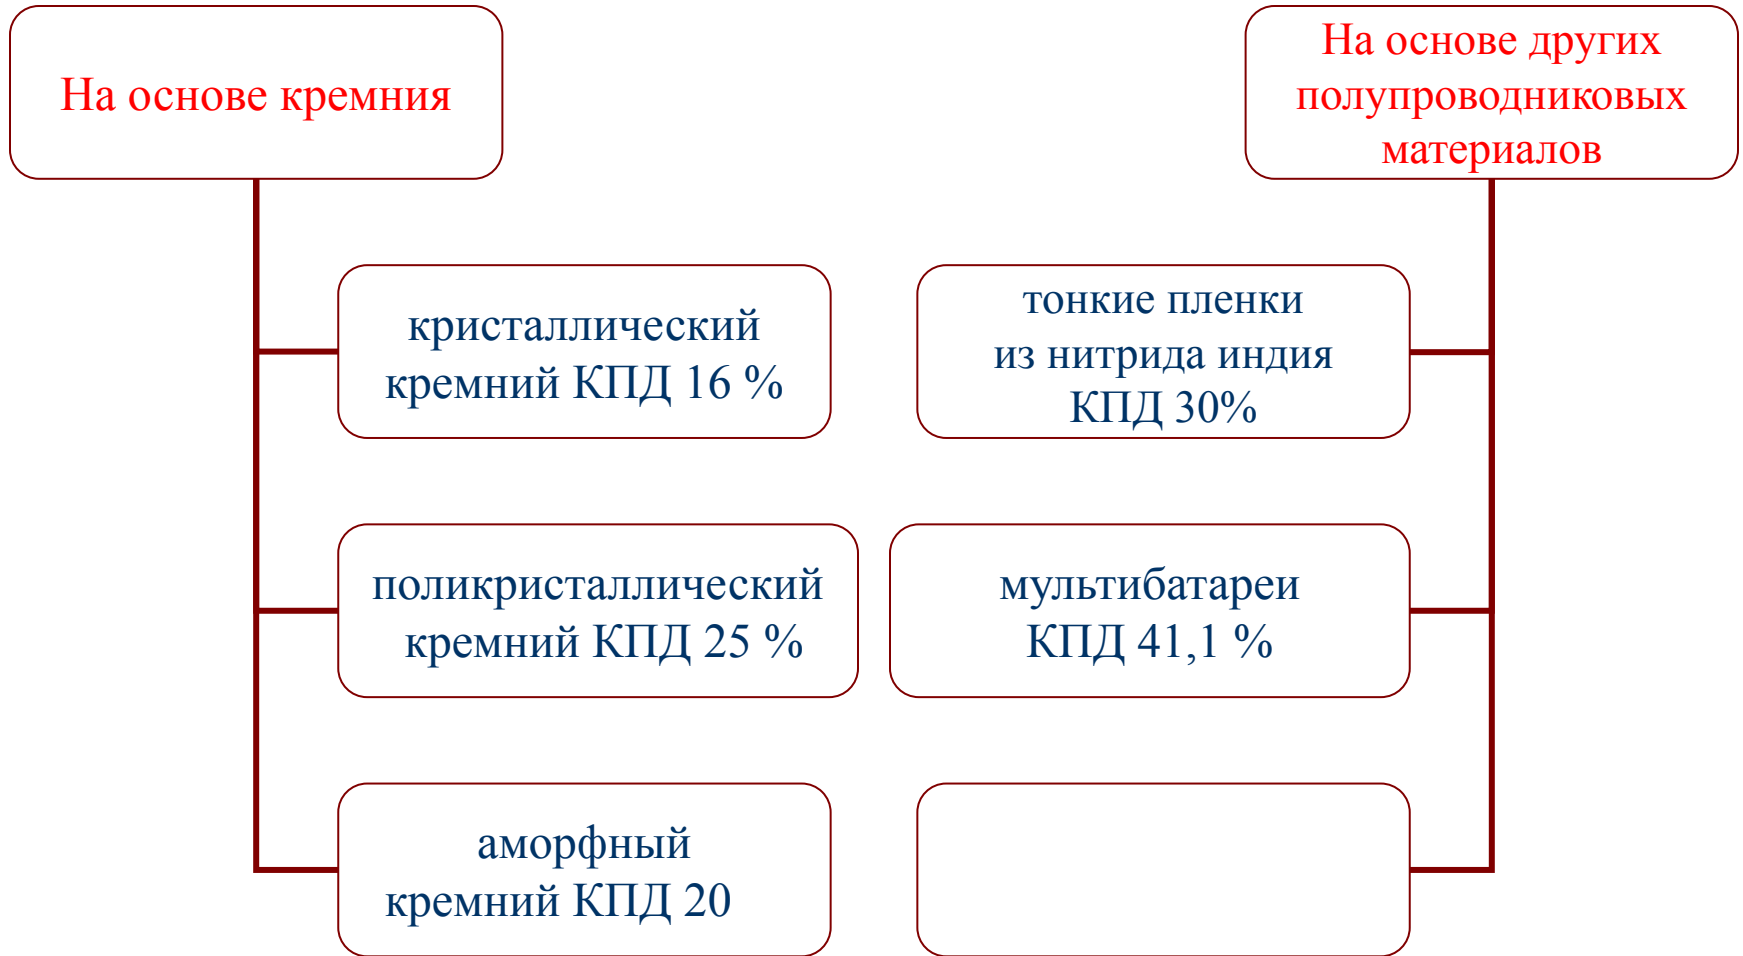 На основе кремния
кристаллический
кремний КПД 16 %
поликристаллический
кремний КПД 25 %
аморфный
кремний КПД 20
На основе других
полупроводниковых
материалов
тонкие пленки
из нитрида индия
КПД 30%
мультибатареи
КПД 41,1 %